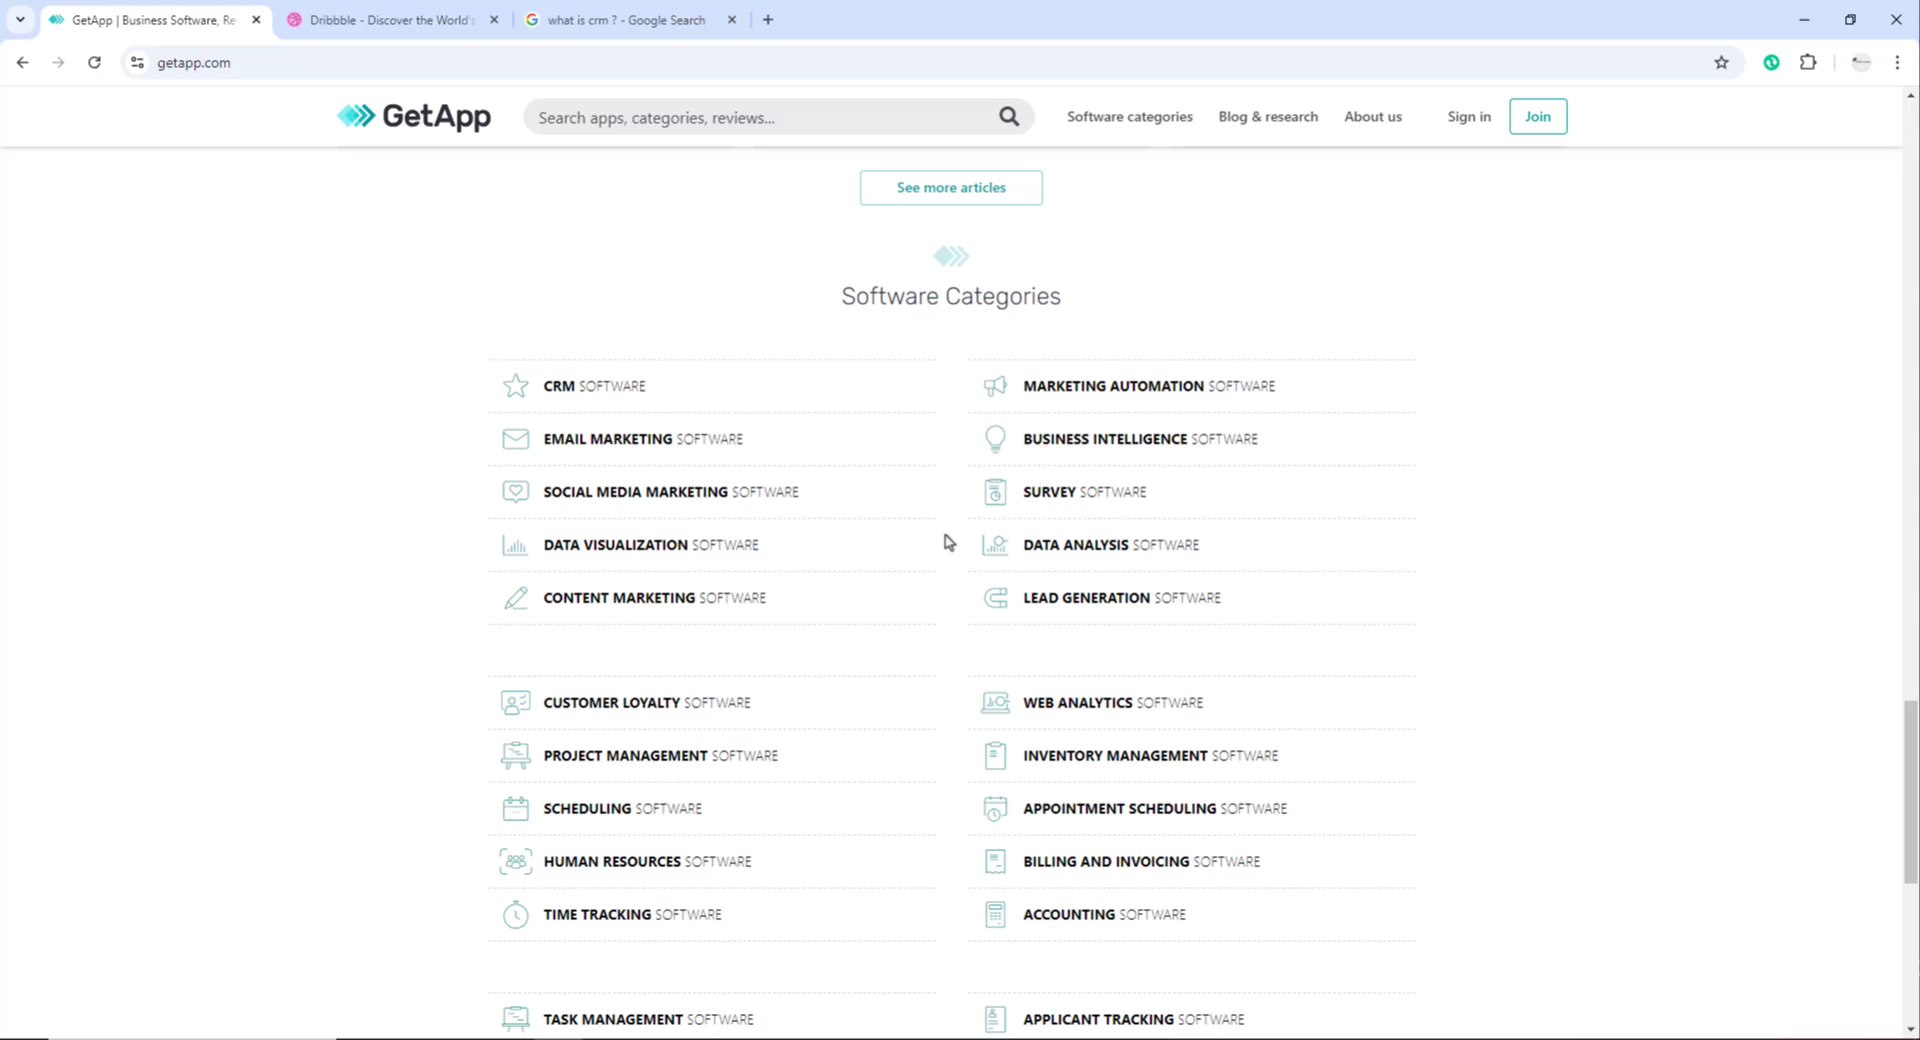 GetApp | Business Software, Re
Dribbble - Discover the World's
what is crm ? - Google Search
getapp.com
GetApp
Search apps, categories, reviews...
Software categories
Blog & research
About us
Sign in
Join
See more articles
Software Categories
CRM SOFTWARE
MARKETING AUTOMATION SOFTWARE
EMAIL MARKETING SOFTWARE
BUSINESS INTELLIGENCE SOFTWARE
SOCIAL MEDIA MARKETING SOFTWARE
SURVEY SOFTWARE
DATA VISUALIZATION SOFTWARE
DATA ANALYSIS SOFTWARE
CONTENT MARKETING SOFTWARE
LEAD GENERATION SOFTWARE
CUSTOMER LOYALTY SOFTWARE
WEB ANALYTICS SOFTWARE
PROJECT MANAGEMENT SOFTWARE
INVENTORY MANAGEMENT SOFTWARE
SCHEDULING SOFTWARE
APPOINTMENT SCHEDULING SOFTWARE
HUMAN RESOURCES SOFTWARE
BILLING AND INVOICING SOFTWARE
TIME TRACKING SOFTWARE
ACCOUNTING SOFTWARE
TASK MANAGEMENT SOFTWARE
APPLICANT TRACKING SOFTWARE